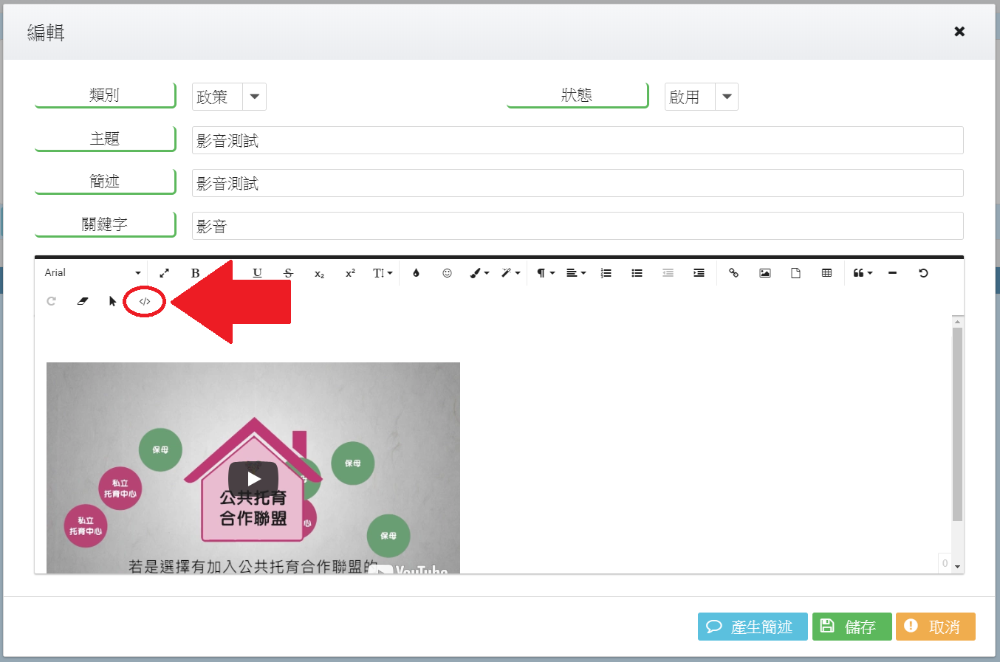 編輯
類別
政策
狀態
啟用
主題
影音測試
簡述
影音測試
關鍵字
影音
Arial
B
U
S
x₂
x²
T
</>
保母
保母
私立
托育中心
公共托育
合作聯盟
心
私立
托育中心
保母
若是選擇有加入公共托育合作聯盟的
YouTube
0
產生簡述
儲存
取消